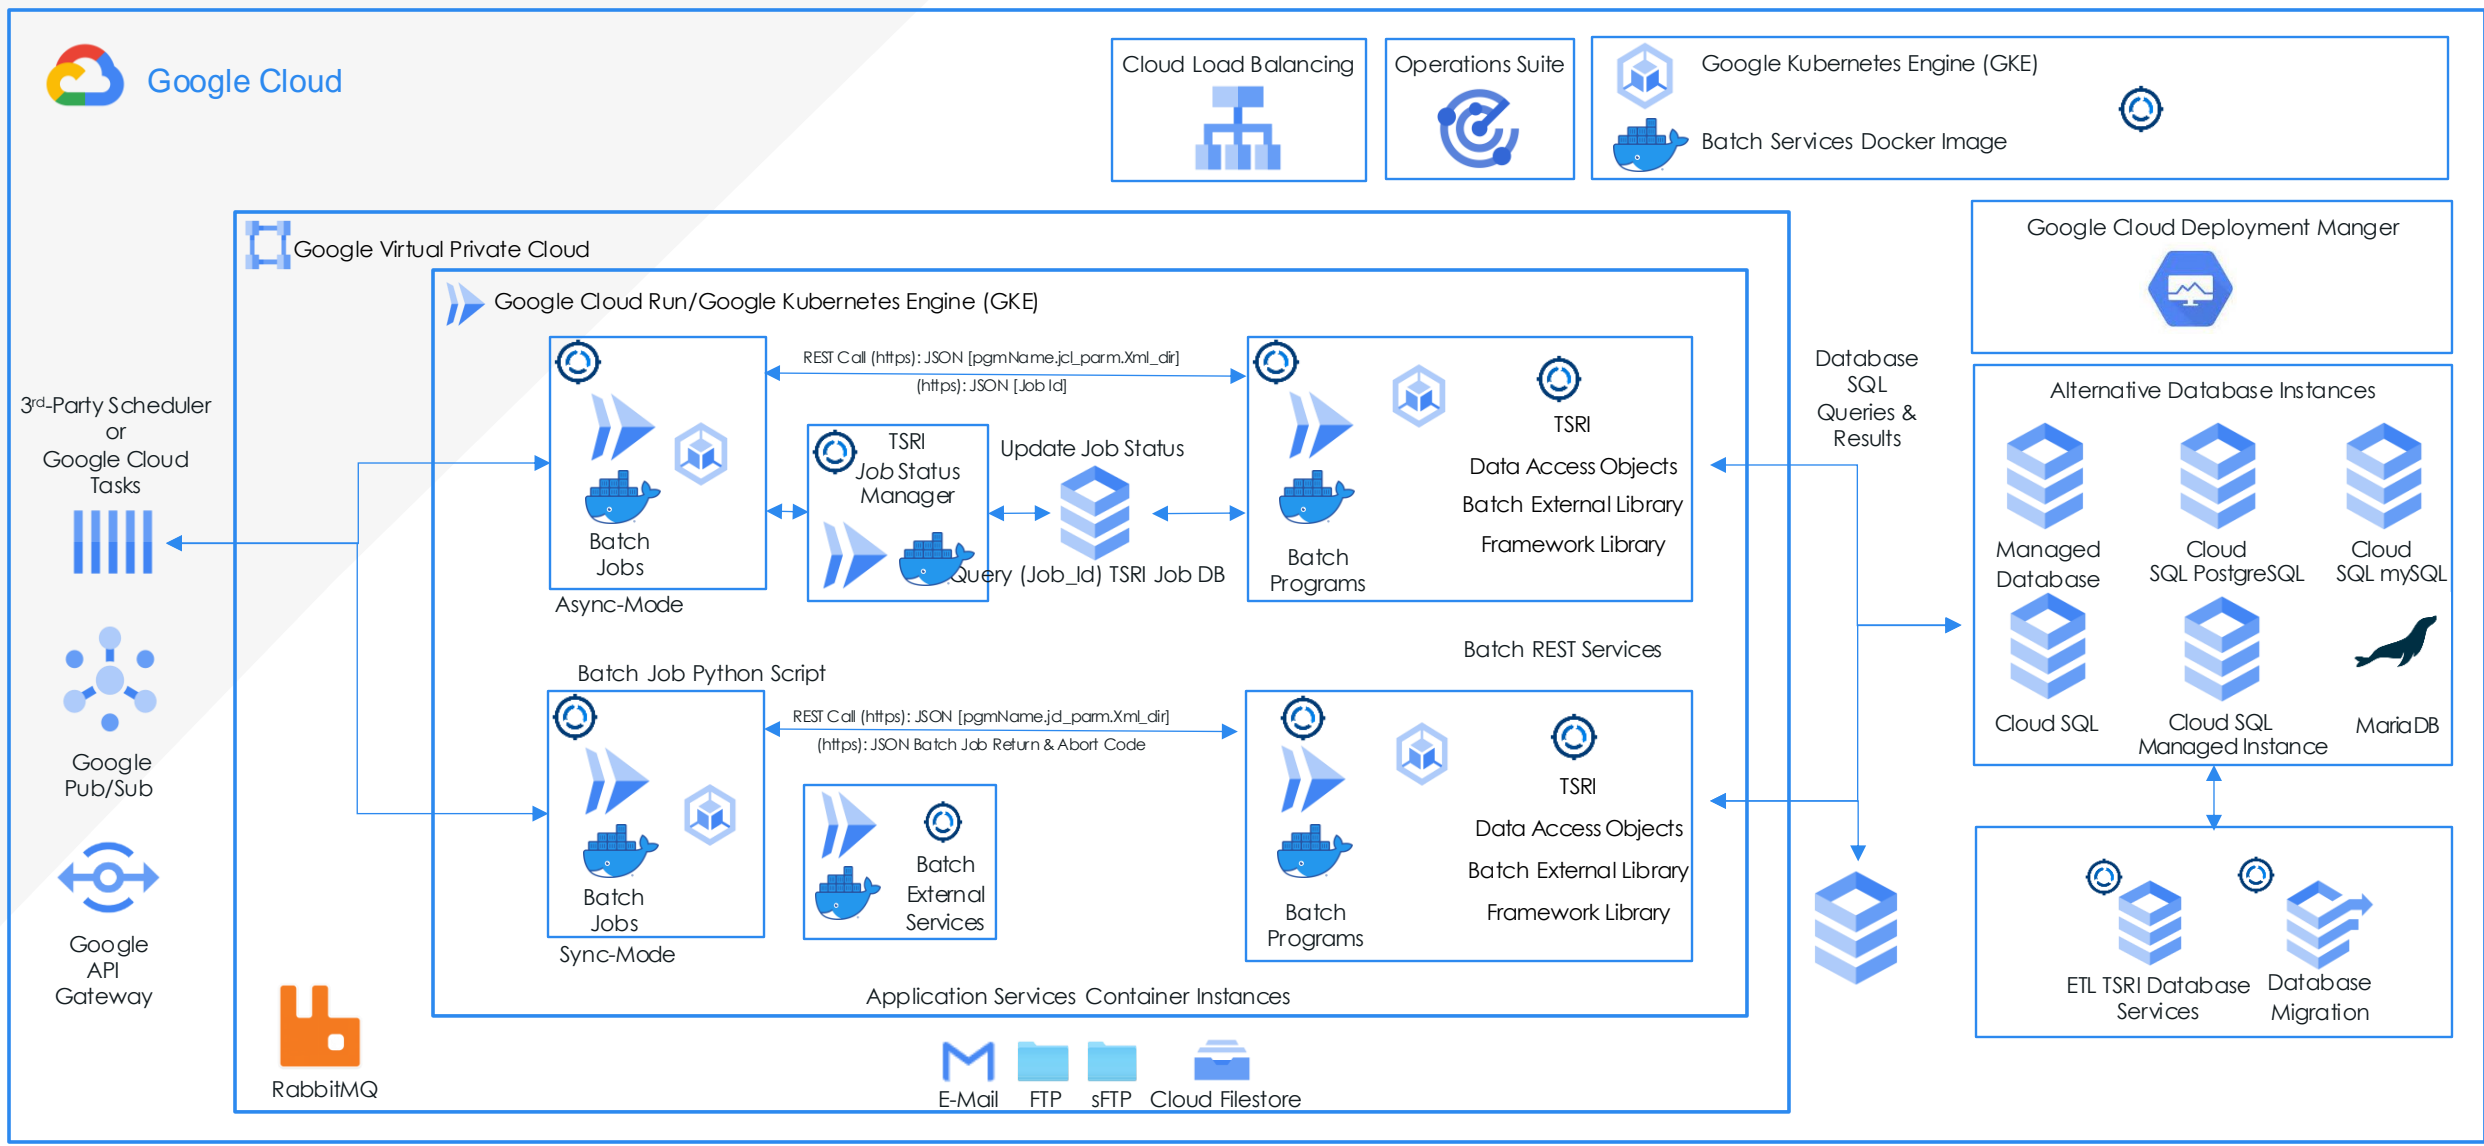 Google Cloud
Cloud Load Balancing
Operations Suite
Google Kubernetes Engine (GKE)
Batch Services Docker Image
Google Virtual Private Cloud
Google Cloud Run/Google Kubernetes Engine (GKE)
Google Cloud Deployment Manger
3rd-Party Scheduler
or
Google Cloud
Tasks
Google
Pub/Sub
Google
API
Gateway
RabbitMQ
Batch
Jobs
Async-Mode
REST Call (https): JSON [pgmName.jcl_parm.Xml_dir]
(https): JSON [Job Id]
TSRI
Job Status
Manager
Update Job Status
Query (Job_Id) TSRI Job DB
Batch
Programs
TSRI
Data Access Objects
Batch External Library
Framework Library
Batch REST Services
Batch Job Python Script
Batch
Jobs
Sync-Mode
REST Call (https): JSON [pgmName.jcl_parm.Xml_dir]
(https): JSON Batch Job Return & Abort Code
Batch
External
Services
Batch
Programs
TSRI
Data Access Objects
Batch External Library
Framework Library
Application Services Container Instances
E-Mail
FTP
sFTP
Cloud Filestore
Database
SQL
Queries &
Results
Alternative Database Instances
Managed
Database
Cloud
SQL PostgreSQL
Cloud
SQL mySQL
Cloud SQL
Cloud SQL
Managed Instance
MariaDB
ETL TSRI Database
Services
Database
Migration